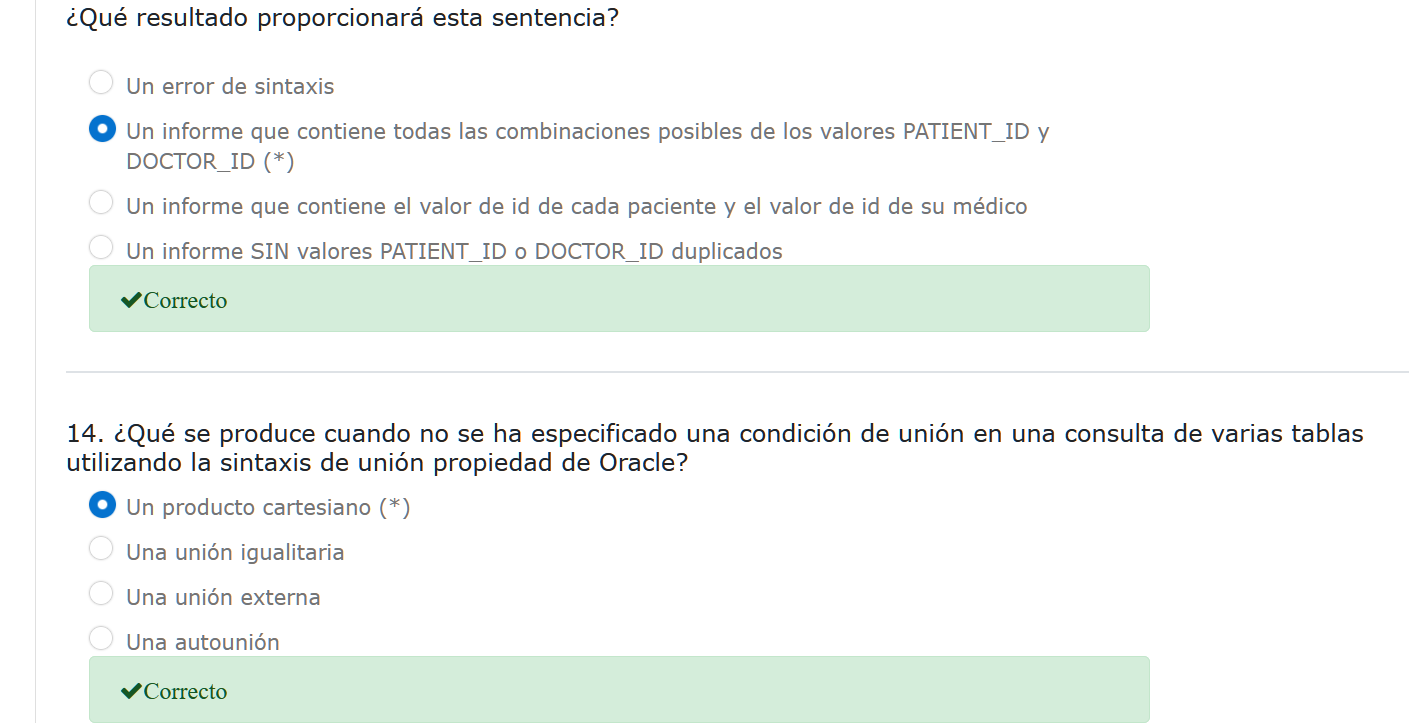 ¿Qué resultado proporcionará esta sentencia?
Un error de sintaxis
Un informe que contiene todas las combinaciones posibles de los valores PATIENT_ID y
DOCTOR_ID (*)
Un informe que contiene el valor de id de cada paciente y el valor de id de su médico
Un informe SIN valores PATIENT_ID o DOCTOR_ID duplicados
✔Correcto
14. ¿Qué se produce cuando no se ha especificado una condición de unión en una consulta de varias tablas
utilizando la sintaxis de unión propiedad de Oracle?
Un producto cartesiano (*)
Una unión igualitaria
Una unión externa
Una autounión
✔Correcto